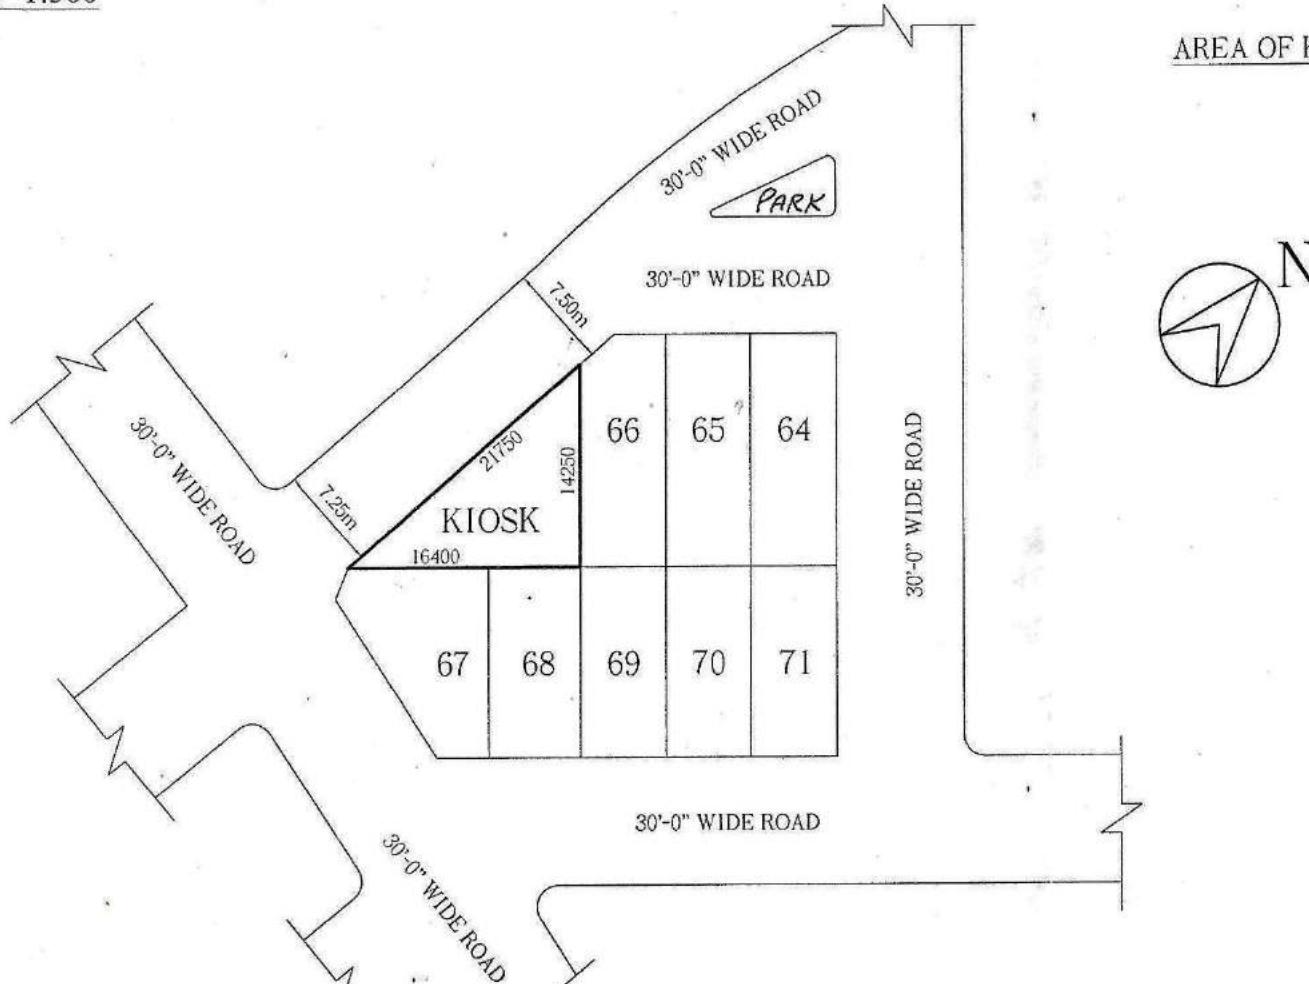 1:500
AREA OF
30'-0" WIDE ROAD
PARK
N
30'-0" WIDE ROAD
7.50m
30'-0" WIDE ROAD
66
65
64
21750
14250
30'-0" WIDE ROAD
7.25m
KIOSK
16400
67
68
69
70
71
30'-0" WIDE ROAD
30'-0" WIDE ROAD